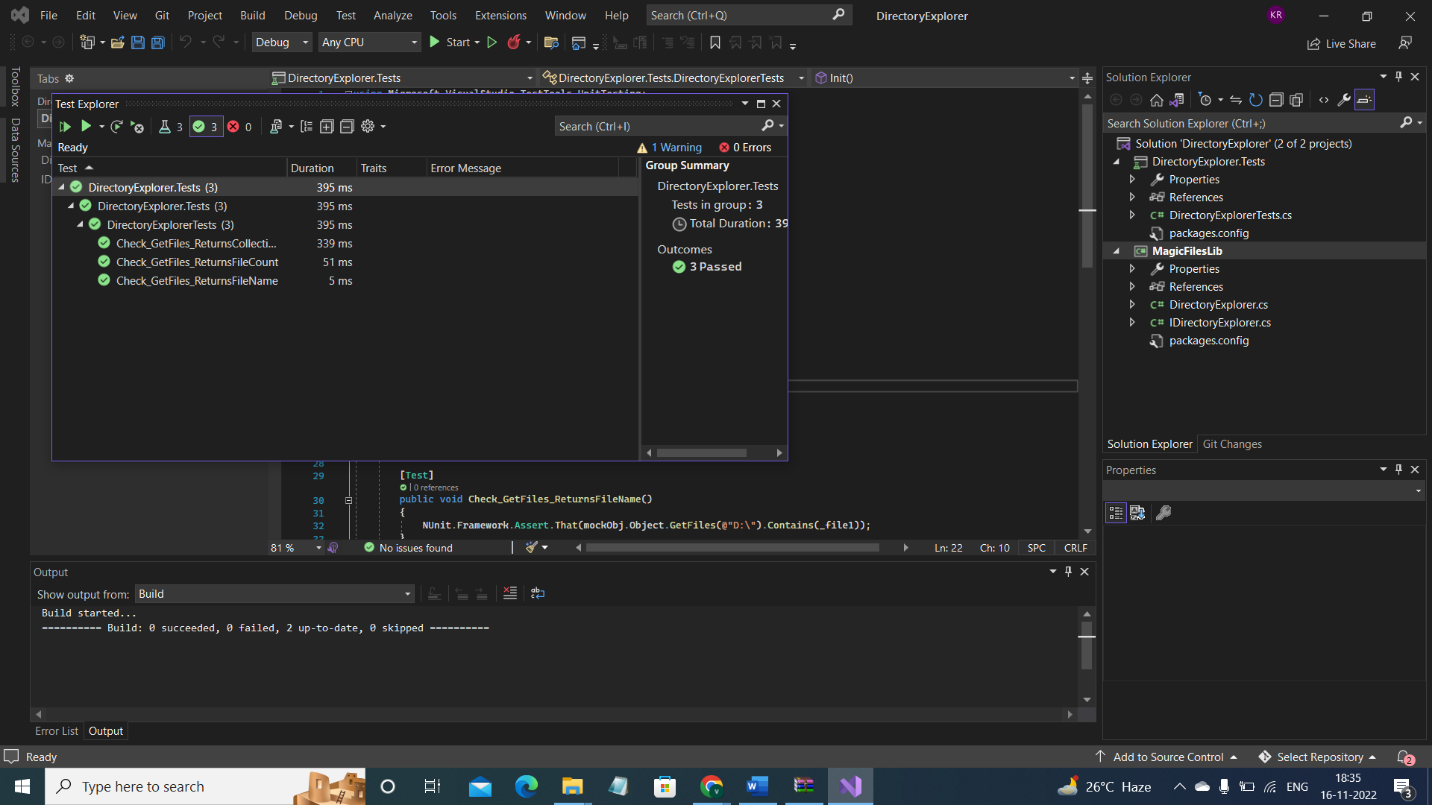 File Edit View Git Project Build Debug Test Analyze Tools Extensions Window Help Search (Ctrl+Q) DirectoryExplorer KR
Debug Any CPU Start Live Share
Toolbox
Data Sources
Tabs
DirectoryExplorer.Tests DirectoryExplorer.Tests.DirectoryExplorerTests Init()
Test Explorer
3 3 0 Search (Ctrl+I)
Ready 1 Warning 0 Errors
Test Duration Traits Error Message
DirectoryExplorer.Tests (3) 395 ms
DirectoryExplorer.Tests (3) 395 ms
DirectoryExplorerTests (3) 395 ms
Check_GetFiles_ReturnsCollecti... 339 ms
Check_GetFiles_ReturnsFileCount 51 ms
Check_GetFiles_ReturnsFileName 5 ms
Group Summary
DirectoryExplorer.Tests
Tests in group: 3
Total Duration: 39
Outcomes
3 Passed
28
29 [Test]
0 references
30 public void Check_GetFiles_ReturnsFileName()
31 {
32 NUnit.Framework.Assert.That(mockObj.Object.GetFiles(@"D:\").Contains(_file1));
81 % No issues found Ln: 22 Ch: 10 SPC CRLF
Output
Show output from: Build
Build started...
---------- Build: 0 succeeded, 0 failed, 2 up-to-date, 0 skipped ----------
Error List Output
Solution Explorer
Search Solution Explorer (Ctrl+;)
Solution 'DirectoryExplorer' (2 of 2 projects)
DirectoryExplorer.Tests
Properties
References
DirectoryExplorerTests.cs
packages.config
MagicFilesLib
Properties
References
DirectoryExplorer.cs
IDirectoryExplorer.cs
packages.config
Solution Explorer Git Changes
Properties
Ready Add to Source Control Select Repository 2
Type here to search 26°C Haze ENG 18:35
16-11-2022 3